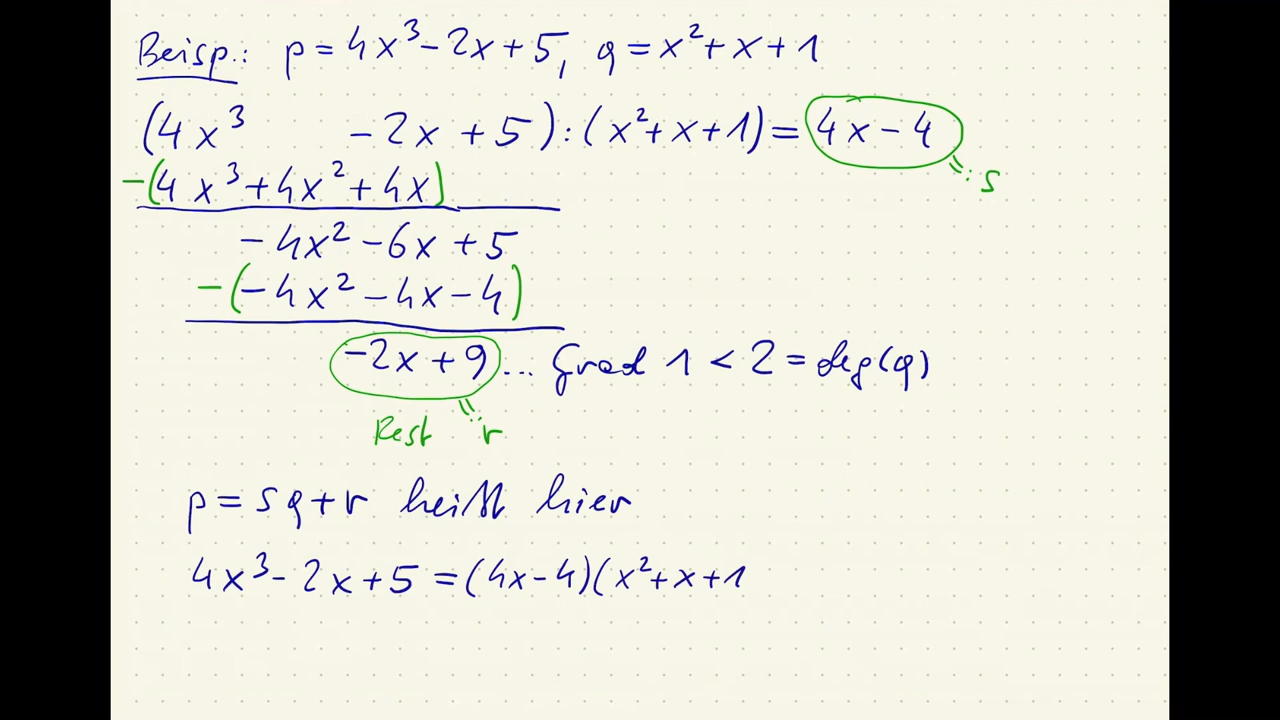 Beisp.: p = 4x³ - 2x + 5, q = x² + x + 1
(4x³ - 2x + 5) : (x² + x + 1) = 4x - 4
-(4x³ + 4x² + 4x) =: s
-4x² - 6x + 5
-(-4x² - 4x - 4)
-2x + 9 ... Grad 1 < 2 = deg(q)
Rest =: r
p = sq + r heißt hier
4x³ - 2x + 5 = (4x - 4)(x² + x + 1